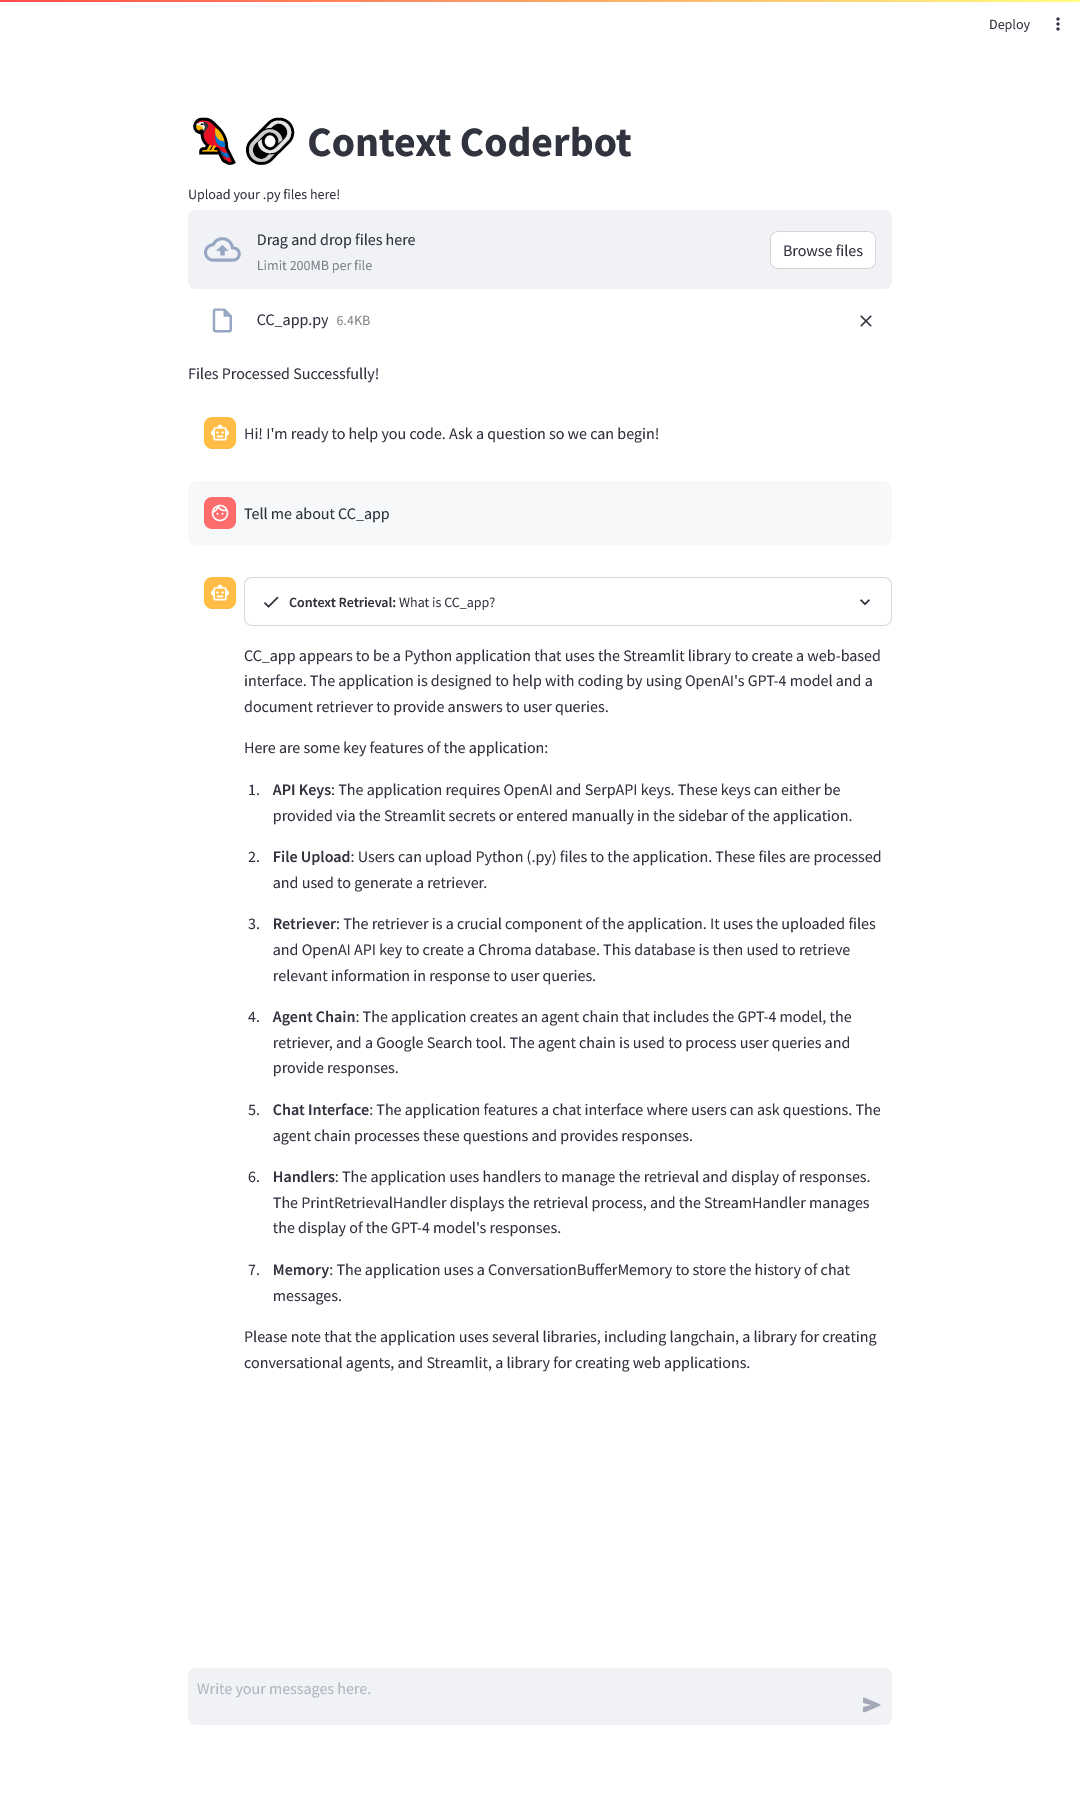 Deploy
Context Coderbot
Upload your .py files here!
Drag and drop files here
Limit 200MB per file
Browse files
CC_app.py 6.4KB
Files Processed Successfully!
Hi! I'm ready to help you code. Ask a question so we can begin!
Tell me about CC_app
Context Retrieval: What is CC_app?
CC_app appears to be a Python application that uses the Streamlit library to create a web-based
interface. The application is designed to help with coding by using OpenAI's GPT-4 model and a
document retriever to provide answers to user queries.
Here are some key features of the application:
1. API Keys: The application requires OpenAI and SerpAPI keys. These keys can either be
provided via the Streamlit secrets or entered manually in the sidebar of the application.
2. File Upload: Users can upload Python (.py) files to the application. These files are processed
and used to generate a retriever.
3. Retriever: The retriever is a crucial component of the application. It uses the uploaded files
and OpenAI API key to create a Chroma database. This database is then used to retrieve
relevant information in response to user queries.
4. Agent Chain: The application creates an agent chain that includes the GPT-4 model, the
retriever, and a Google Search tool. The agent chain is used to process user queries and
provide responses.
5. Chat Interface: The application features a chat interface where users can ask questions. The
agent chain processes these questions and provides responses.
6. Handlers: The application uses handlers to manage the retrieval and display of responses.
The PrintRetrievalHandler displays the retrieval process, and the StreamHandler manages
the display of the GPT-4 model's responses.
7. Memory: The application uses a ConversationBufferMemory to store the history of chat
messages.
Please note that the application uses several libraries, including langchain, a library for creating
conversational agents, and Streamlit, a library for creating web applications.
Write your messages here.